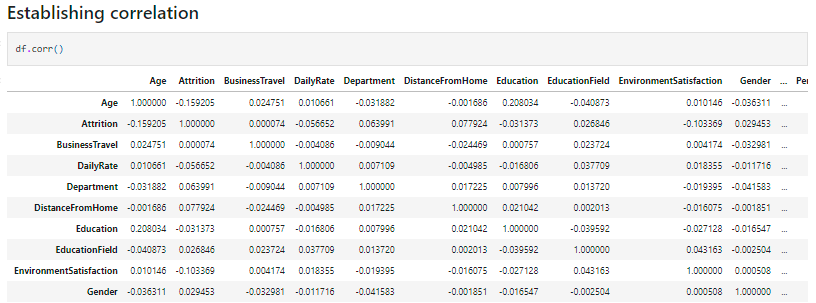 Establishing correlation
df.corr()
Age Attrition BusinessTravel DailyRate Department DistanceFromHome Education EducationField EnvironmentSatisfaction Gender ... Per
Age 1.000000 -0.159205 0.024751 0.010661 -0.031882 -0.001686 0.208034 -0.040873 0.010146 -0.036311 ...
Attrition -0.159205 1.000000 0.000074 -0.056652 0.063991 0.077924 -0.031373 0.026846 -0.103369 0.029453 ...
BusinessTravel 0.024751 0.000074 1.000000 -0.004086 -0.009044 -0.024469 0.000757 0.023724 0.004174 -0.032981 ...
DailyRate 0.010661 -0.056652 -0.004086 1.000000 0.007109 -0.004985 -0.016806 0.037709 0.018355 -0.011716 ...
Department -0.031882 0.063991 -0.009044 0.007109 1.000000 0.017225 0.007996 0.013720 -0.019395 -0.041583 ...
DistanceFromHome -0.001686 0.077924 -0.024469 -0.004985 0.017225 1.000000 0.021042 0.002013 -0.016075 -0.001851 ...
Education 0.208034 -0.031373 0.000757 -0.016806 0.007996 0.021042 1.000000 -0.039592 -0.027128 -0.016547 ...
EducationField -0.040873 0.026846 0.023724 0.037709 0.013720 0.002013 -0.039592 1.000000 0.043163 -0.002504 ...
EnvironmentSatisfaction 0.010146 -0.103369 0.004174 0.018355 -0.019395 -0.016075 -0.027128 0.043163 1.000000 0.000508 ...
Gender -0.036311 0.029453 -0.032981 -0.011716 -0.041583 -0.001851 -0.016547 -0.002504 0.000508 1.000000 ...